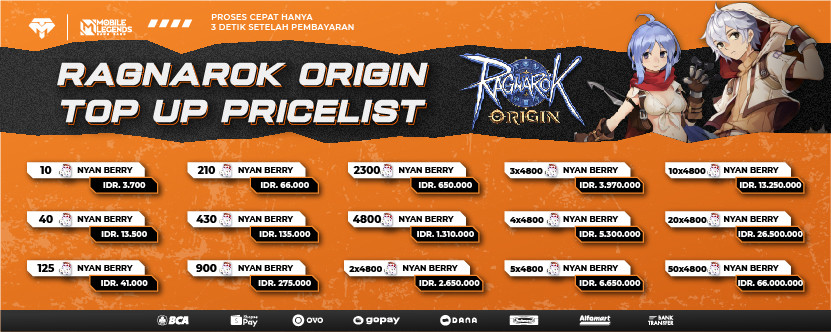 MOBILE
LEGENDS
BANG BANG
PROSES CEPAT HANYA
3 DETIK SETELAH PEMBAYARAN
RAGNAROK ORIGIN
TOP UP PRICELIST
RAGNAROK
ORIGIN
10 NYAN BERRY
IDR. 3.700
210 NYAN BERRY
IDR. 66.000
2300 NYAN BERRY
IDR. 650.000
3x4800 NYAN BERRY
IDR. 3.970.000
10x4800 NYAN BERRY
IDR. 13.250.000
40 NYAN BERRY
IDR. 13.500
430 NYAN BERRY
IDR. 135.000
4800 NYAN BERRY
IDR. 1.310.000
4x4800 NYAN BERRY
IDR. 5.300.000
20x4800 NYAN BERRY
IDR. 26.500.000
125 NYAN BERRY
IDR. 41.000
900 NYAN BERRY
IDR. 275.000
2x4800 NYAN BERRY
IDR. 2.650.000
5x4800 NYAN BERRY
IDR. 6.650.000
50x4800 NYAN BERRY
IDR. 66.000.000
BCA
Shopee
Pay
OVO
gopay
DANA
Alfamart
BANK
TRANSFER